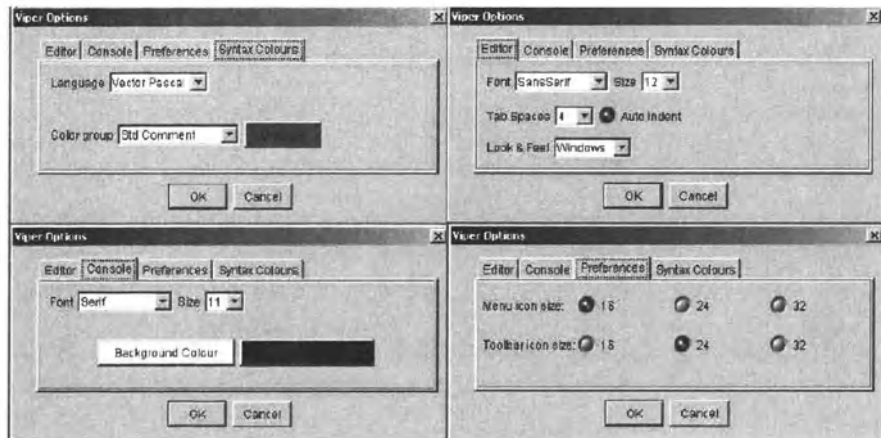 Viper Options
Editor Console Preferences Syntax Colours
Language Vector Pascal
Color group Std Comment
OK Cancel
Viper Options
Editor Console Preferences Syntax Colours
Font SansSerif Size 12
Tab Spaces 4 Auto Indent
Look & Feel Windows
OK Cancel
Viper Options
Editor Console Preferences Syntax Colours
Font Serif Size 11
Background Colour
OK Cancel
Viper Options
Editor Console Preferences Syntax Colours
Menu icon size: 16 24 32
Toolbar icon size: 16 24 32
OK Cancel